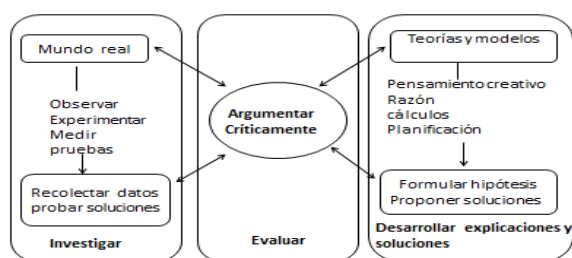 Mundo real
Observar
Experimentar
Medir
pruebas
Recolectar datos
probar soluciones
Investigar
Argumentar
Críticamente
Evaluar
Teorías y modelos
Pensamiento creativo
Razón
cálculos
Planificación
Formular hipótesis
Proponer soluciones
Desarrollar explicaciones y
soluciones